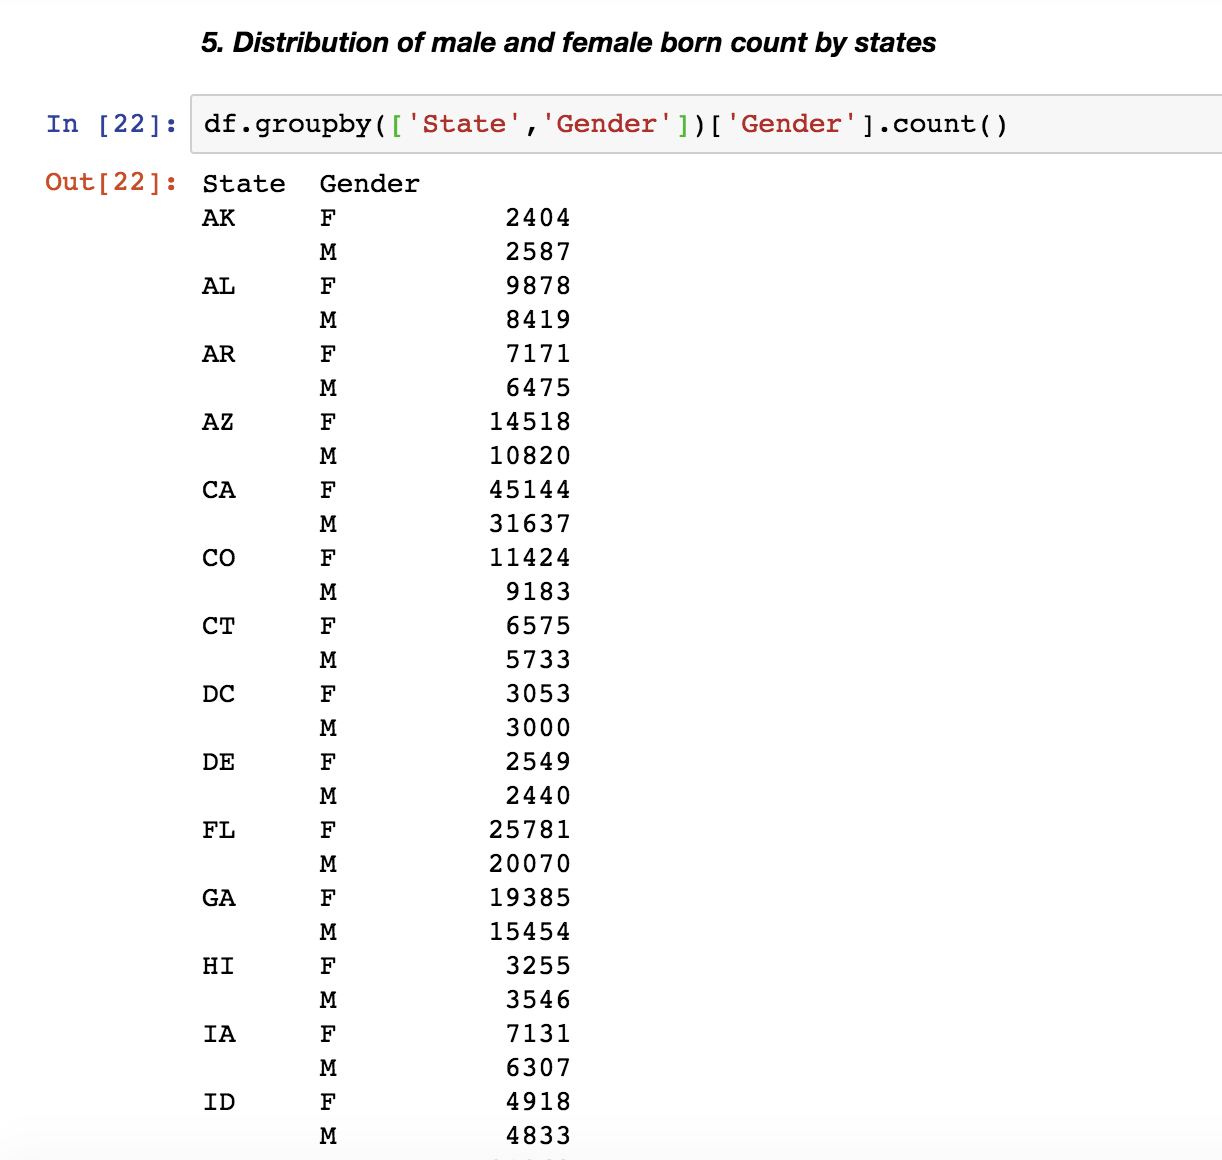 5. Distribution of male and female born count by states
In [22]: df.groupby(['State','Gender'])['Gender'].count()
Out[22]: State  Gender
AK     F          2404
       M          2587
AL     F          9878
       M          8419
AR     F          7171
       M          6475
AZ     F         14518
       M         10820
CA     F         45144
       M         31637
CO     F         11424
       M          9183
CT     F          6575
       M          5733
DC     F          3053
       M          3000
DE     F          2549
       M          2440
FL     F         25781
       M         20070
GA     F         19385
       M         15454
HI     F          3255
       M          3546
IA     F          7131
       M          6307
ID     F          4918
       M          4833